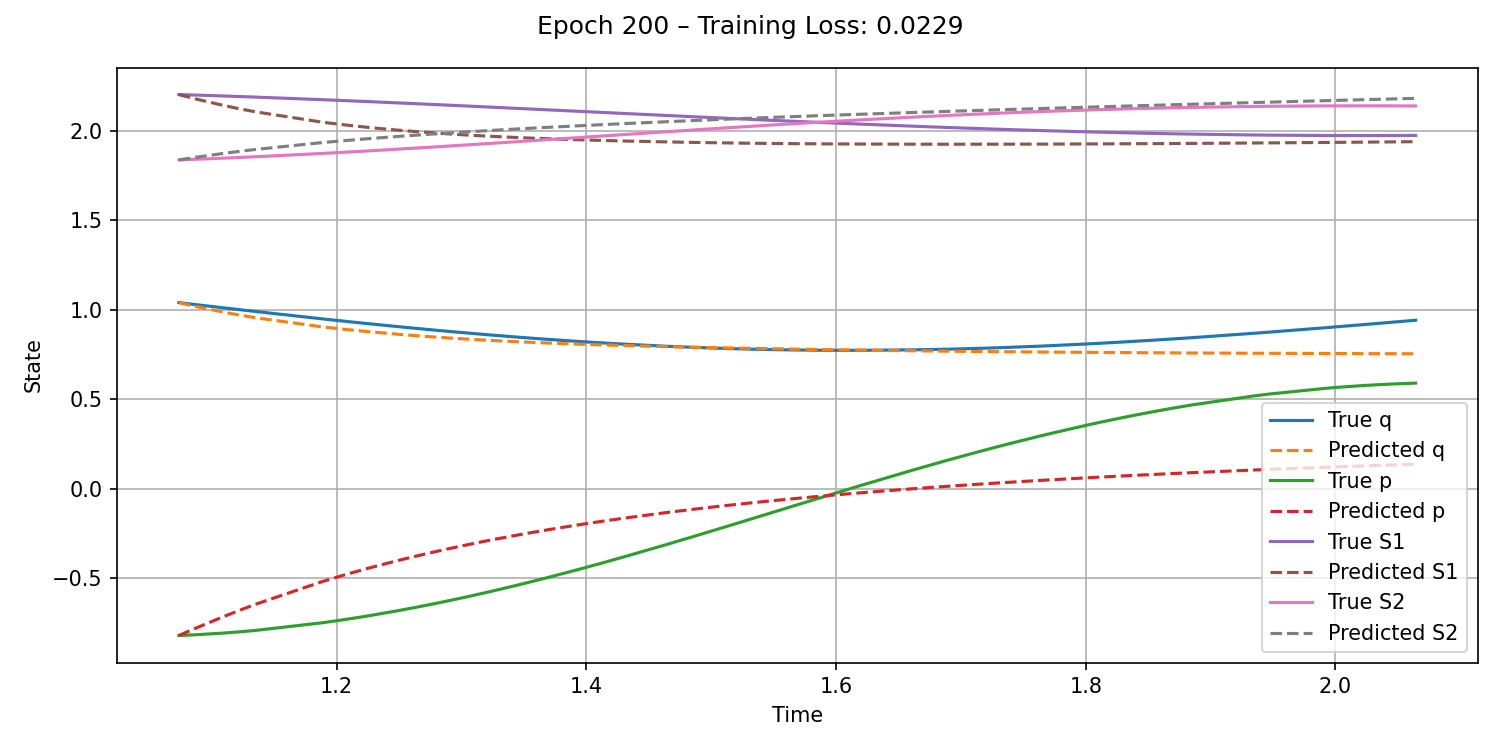 Epoch 200 – Training Loss: 0.0229
2.0
1.5
1.0
0.5
0.0
−0.5
State
True q
Predicted q
True p
Predicted p
True S1
Predicted S1
True S2
Predicted S2
1.2 1.4 1.6 1.8 2.0
Time